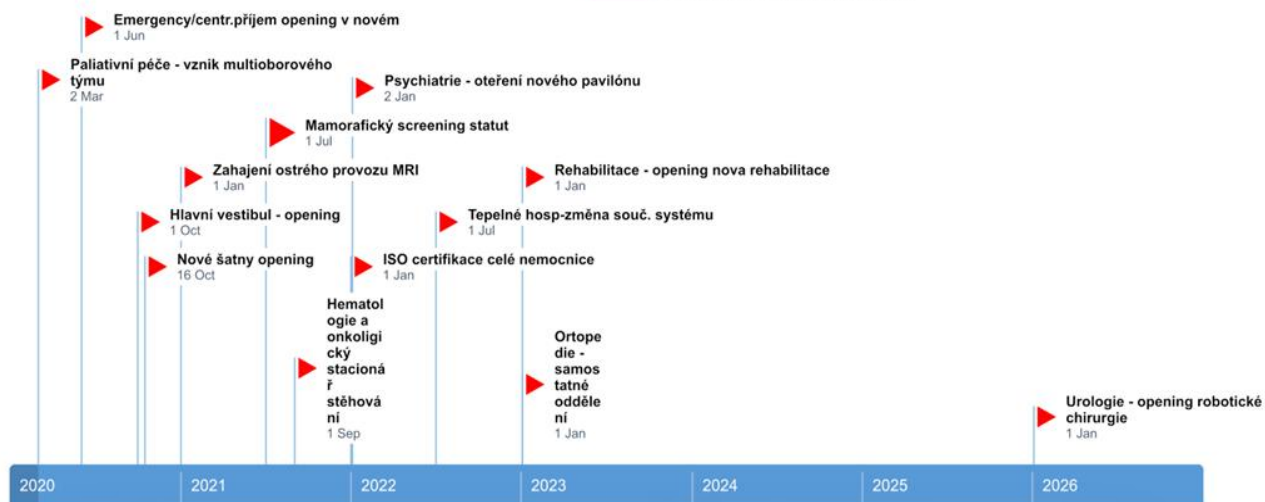 Emergency/centr.příjem opening v novém
1 Jun
Paliativní péče - vznik multioborového
týmu
2 Mar
Psychiatrie - oteření nového pavilónu
2 Jan
Mamorafický screening statut
1 Jul
Zahajení ostrého provozu MRI
1 Jan
Rehabilitace - opening nova rehabilitace
1 Jan
Hlavní vestibul - opening
1 Oct
Tepelné hosp-změna souč. systému
1 Jul
Nové šatny opening
16 Oct
ISO certifikace celé nemocnice
1 Jan
Hematol
ogie a
onkoligi
cký
stacioná
ř
stěhová
ní
1 Sep
Ortope
die -
samos
tatné
odděle
ní
1 Jan
Urologie - opening robotické
chirurgie
1 Jan
2020 2021 2022 2023 2024 2025 2026